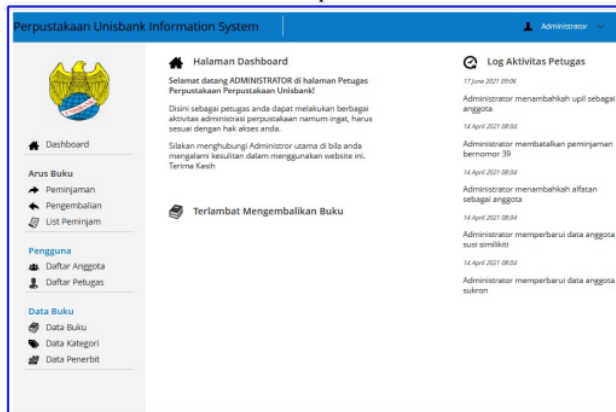 Perpustakaan Unisbank Information System
Administrator
Dashboard
Arus Buku
Peminjaman
Pengembalian
List Peminjam
Pengguna
Daftar Anggota
Daftar Petugas
Data Buku
Data Buku
Data Kategori
Data Penerbit
Halaman Dashboard
Selamat datang ADMINISTRATOR di halaman Petugas
Perpustakaan Perpustakaan Unisbank!
Disini sebagai petugas anda dapat melakukan berbagai
aktivitas administrasi perpustakaan namum ingat, harus
sesuai dengan hak akses anda.
Silakan menghubungi Administror utama di bila anda
mengalami kesulitan dalam menggunakan website ini.
Terima Kasih
Terlambat Mengembalikan Buku
Log Aktivitas Petugas
17 June 2021 09:06
Administrator menambahkah upil sebagai
anggota
14 April 2021 08:04
Administrator membatalkan peminjaman
bernomor 39
14 April 2021 08:04
Administrator menambahkah alfatan
sebagai anggota
14 April 2021 08:04
Administrator memperbarui data anggota
susi similikiti
14 April 2021 08:04
Administrator memperbarui data anggota
sukron